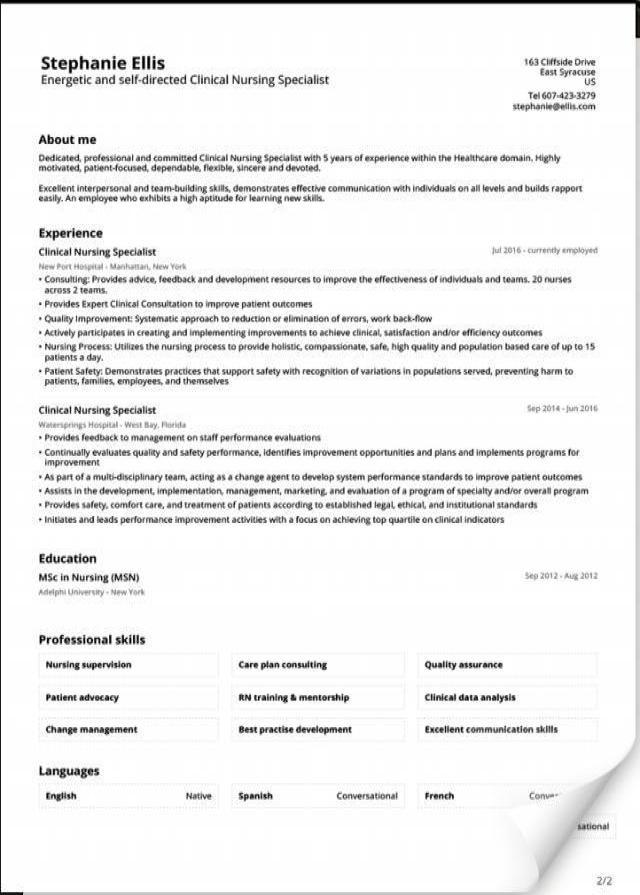 Stephanie Ellis
Energetic and self-directed Clinical Nursing Specialist
163 Cliffside Drive
East Syracuse
US
Tel 607-423-3279
stephanie@ellis.com
About me
Dedicated, professional and committed Clinical Nursing Specialist with 5 years of experience within the Healthcare domain. Highly
motivated, patient-focused, dependable, flexible, sincere and devoted.
Excellent interpersonal and team-building skills, demonstrates effective communication with individuals on all levels and builds rapport
easily. An employee who exhibits a high aptitude for learning new skills.
Experience
Clinical Nursing Specialist
Jul 2016 - currently employed
New Port Hospital - Manhattan, New York
• Consulting: Provides advice, feedback and development resources to improve the effectiveness of individuals and teams. 20 nurses
across 2 teams.
• Provides Expert Clinical Consultation to improve patient outcomes
• Quality Improvement: Systematic approach to reduction or elimination of errors, work back-flow
• Actively participates in creating and implementing improvements to achieve clinical, satisfaction and/or efficiency outcomes
• Nursing Process: Utilizes the nursing process to provide holistic, compassionate, safe, high quality and population based care of up to 15
patients a day.
• Patient Safety: Demonstrates practices that support safety with recognition of variations in populations served, preventing harm to
patients, families, employees, and themselves
Clinical Nursing Specialist
Sep 2014 - Jun 2016
Watersprings Hospital - West Bay, Florida
• Provides feedback to management on staff performance evaluations
• Continually evaluates quality and safety performance, identifies improvement opportunities and plans and implements programs for
improvement
• As part of a multi-disciplinary team, acting as a change agent to develop system performance standards to improve patient outcomes
• Assists in the development, implementation, management, marketing, and evaluation of a program of specialty and/or overall program
• Provides safety, comfort care, and treatment of patients according to established legal, ethical, and institutional standards
• Initiates and leads performance improvement activities with a focus on achieving top quartile on clinical indicators
Education
MSc in Nursing (MSN)
Sep 2012 - Aug 2012
Adelphi University - New York
Professional skills
Nursing supervision
Care plan consulting
Quality assurance
Patient advocacy
RN training & mentorship
Clinical data analysis
Change management
Best practise development
Excellent communication skills
Languages
English Native
Spanish Conversational
French
sational
2/2